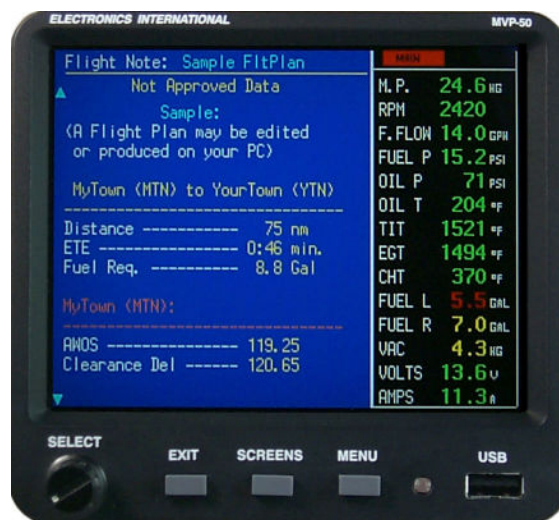 ELECTRONICS INTERNATIONAL
MVP-50
Flight Note: Sample FltPlan
Not Approved Data
Sample:
(A Flight Plan may be edited
or produced on your PC)
MyTown (MTN) to YourTown (YTN)
--------------------------------
Distance ---------- 75 nm
ETE --------------- 0:46 min.
Fuel Req. --------- 8.8 Gal
MyTown (MTN):
--------------------------------
AWOS -------------- 119.25
Clearance Del ------ 120.65
M.P. 24.6 HG
RPM 2420
F.FLOW 14.0 GPH
FUEL P 15.2 PSI
OIL P 71 PSI
OIL T 204 °F
TIT 1521 °F
EGT 1494 °F
CHT 370 °F
FUEL L 5.5 GAL
FUEL R 7.0 GAL
VAC 4.3 HG
VOLTS 13.6 V
AMPS 11.3 A
SELECT
EXIT
SCREENS
MENU
USB